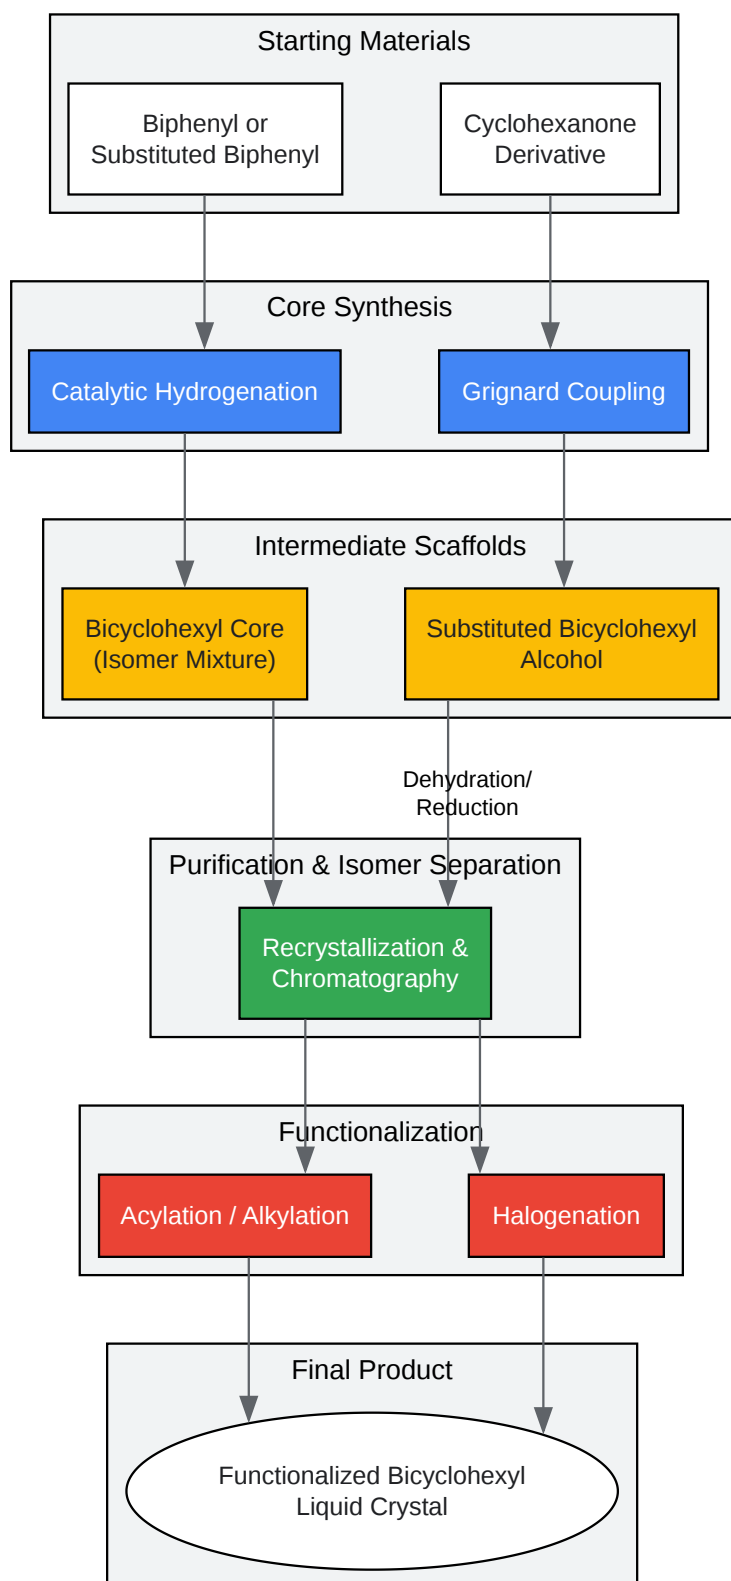 Starting Materials
Biphenyl or
Substituted Biphenyl
Cyclohexanone
Derivative
Core Synthesis
Catalytic Hydrogenation
Grignard Coupling
Intermediate Scaffolds
Bicyclohexyl Core
(Isomer Mixture)
Substituted Bicyclohexyl
Alcohol
Dehydration/
Reduction
Purification & Isomer Separation
Recrystallization &
Chromatography
Functionalization
Acylation / Alkylation
Halogenation
Final Product
Functionalized Bicyclohexyl
Liquid Crystal